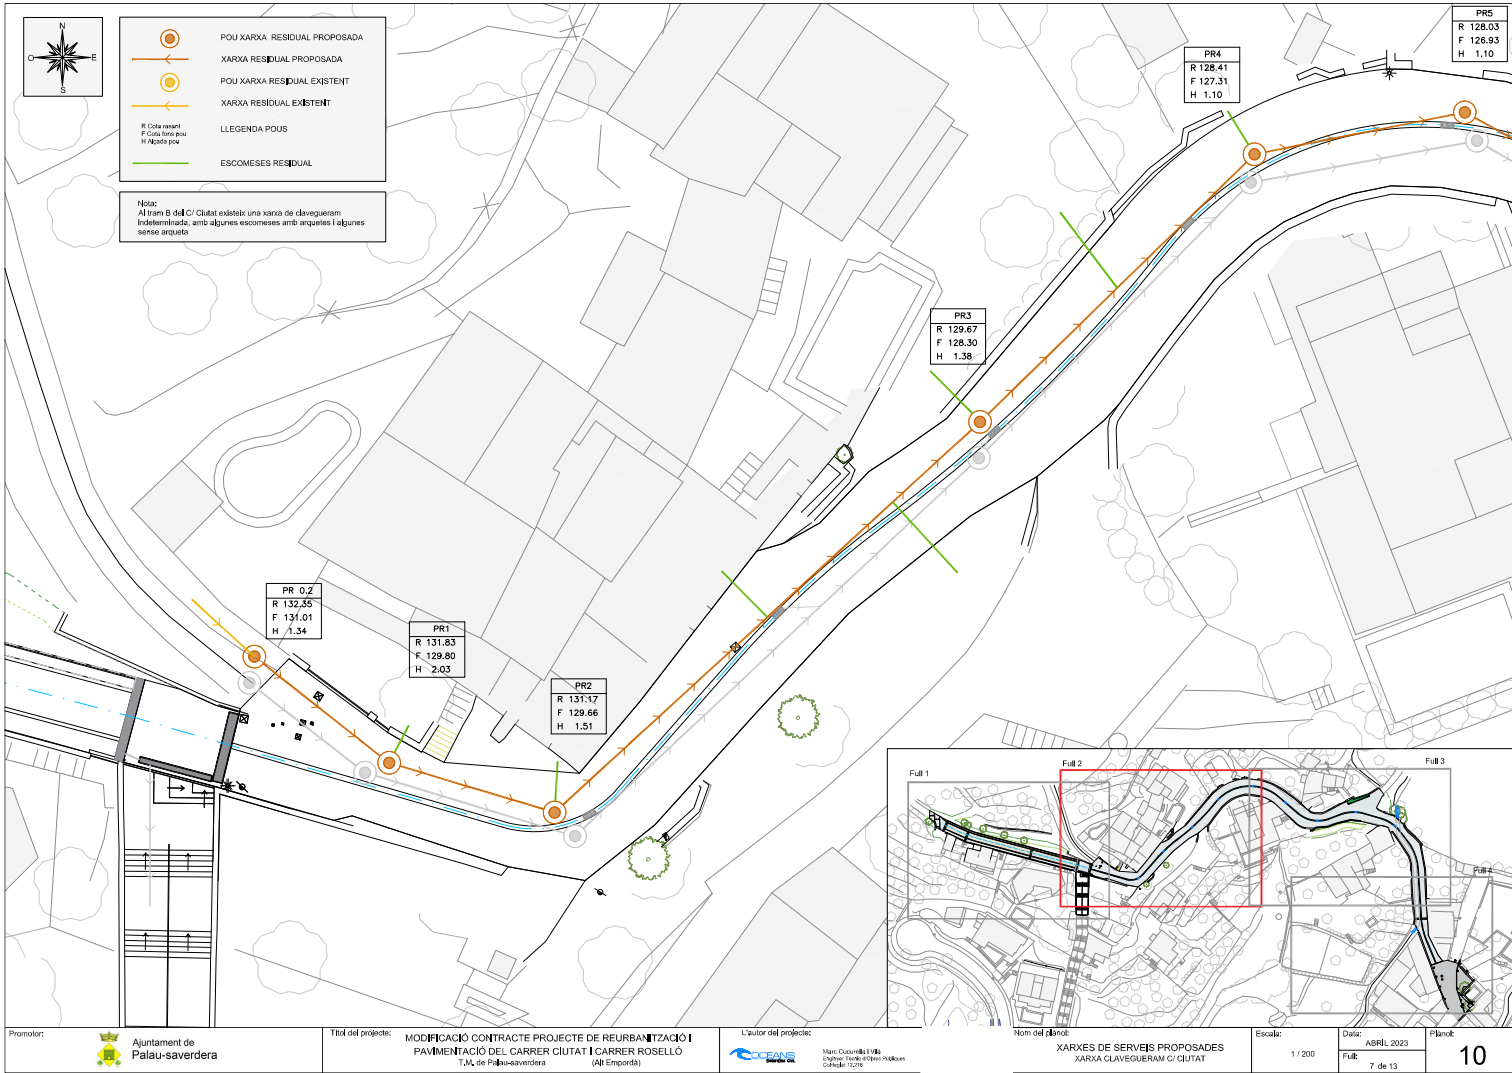 N
O
E
S
POU XARXA RESIDUAL PROPOSADA
XARXA RESIDUAL PROPOSADA
POU XARXA RESIDUAL EXISTENT
XARXA RESIDUAL EXISTENT
R Cota rasant
F Cota fons pou
H Alçada pou
LLEGENDA POUS
ESCOMESES RESIDUAL
Nota:
Al tram B del C/ Ciutat existeix una xarxa de clavegueram
indeterminada, amb algunes escomeses amb arquetes i algunes
sense arqueta
PR5
R 128.03
F 126.93
H 1.10
PR4
R 128.41
F 127.31
H 1.10
PR3
R 129.67
F 128.30
H 1.38
PR 0.2
R 132.35
F 131.01
H 1.34
PR1
R 131.83
F 129.80
H 2.03
PR2
R 131.17
F 129.66
H 1.51
Full 1
Full 2
Full 3
Full 4
Promotor:
Ajuntament de
Palau-saverdera
Títol del projecte:
MODIFICACIÓ CONTRACTE PROJECTE DE REURBANITZACIÓ I
PAVIMENTACIÓ DEL CARRER CIUTAT I CARRER ROSELLÓ
T.M. de Palau-saverdera (Alt Empordà)
L'autor del projecte:
OCEANS
ENGINYERIA CIVIL
Marc Cucurella i Vilà
Enginyer Tècnic d'Obres Públiques
Col·legiat 12.216
Nom del plànol:
XARXES DE SERVEIS PROPOSADES
XARXA CLAVEGUERAM C/ CIUTAT
Escala:
1 / 200
Data:
ABRIL 2023
Full:
7 de 13
Plànol:
10